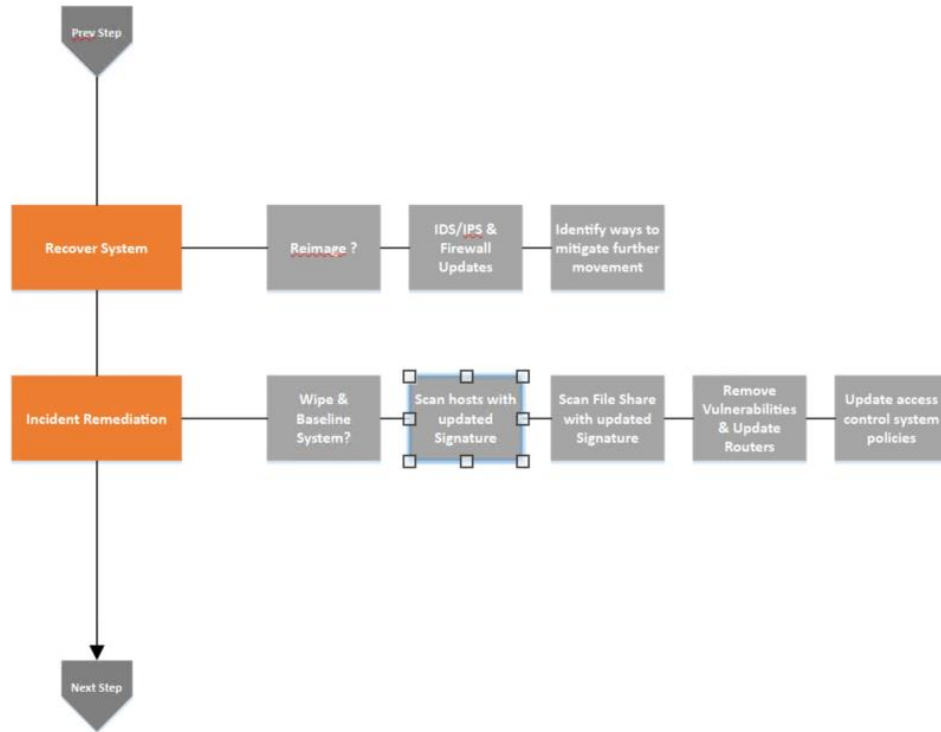 Prev Step
Recover System
Reimage ?
IDS/IPS &
Firewall
Updates
Identify ways to
mitigate further
movement
Incident Remediation
Wipe &
Baseline
System?
Scan hosts with
updated
Signature
Scan File Share
with updated
Signature
Remove
Vulnerabilities
& Update
Routers
Update access
control system
policies
Next Step